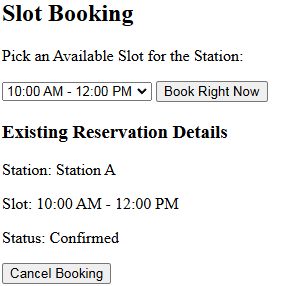 Slot Booking
Pick an Available Slot for the Station:
10:00 AM - 12:00 PM Book Right Now
Existing Reservation Details
Station: Station A
Slot: 10:00 AM - 12:00 PM
Status: Confirmed
Cancel Booking